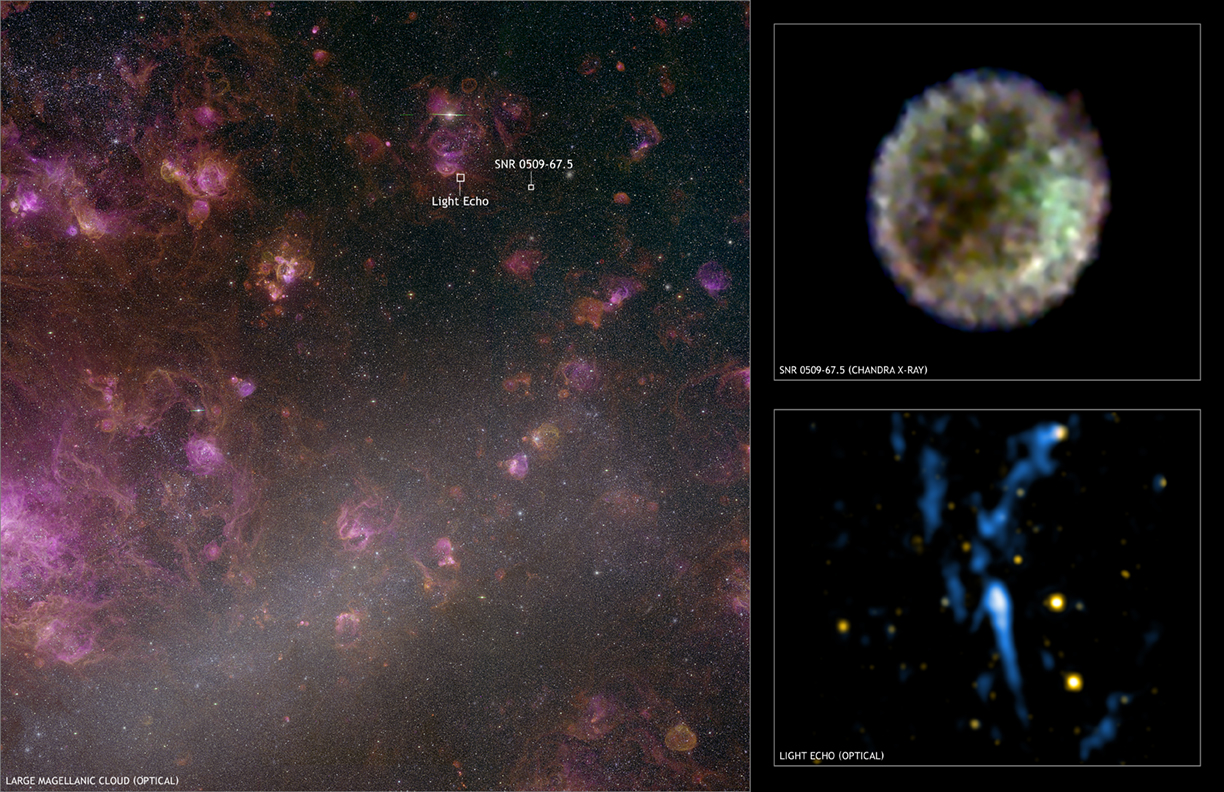 SNR 0509-67.5
Light Echo
LARGE MAGELLANIC CLOUD (OPTICAL)
SNR 0509-67.5 (CHANDRA X-RAY)
LIGHT ECHO (OPTICAL)